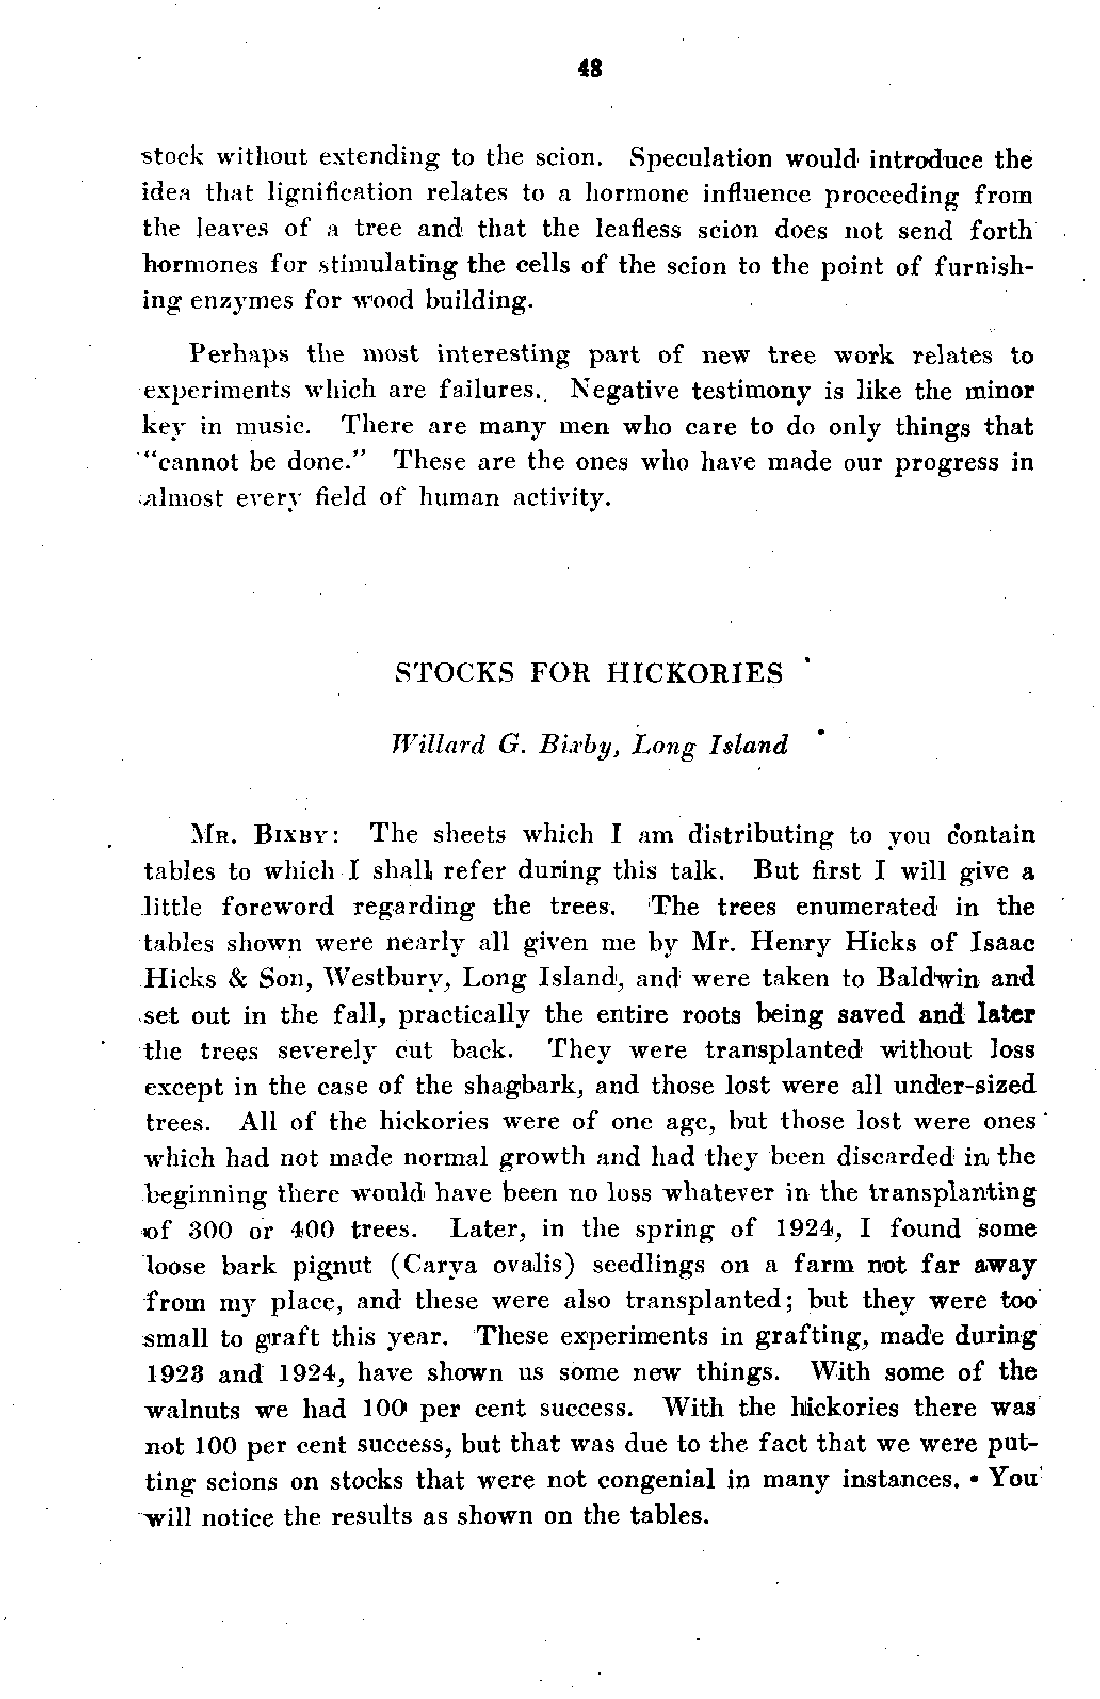 48
stock without extending to the scion. Speculation would introduce the
idea that lignification relates to a hormone influence proceeding from
the leaves of a tree and that the leafless scion does not send forth
hormones for stimulating the cells of the scion to the point of furnish-
ing enzymes for wood building.
Perhaps the most interesting part of new tree work relates to
experiments which are failures. Negative testimony is like the minor
key in music. There are many men who care to do only things that
"cannot be done." These are the ones who have made our progress in
almost every field of human activity.
STOCKS FOR HICKORIES
Willard G. Bixby, Long Island
MR. BIXBY: The sheets which I am distributing to you contain
tables to which I shall refer during this talk. But first I will give a
little foreword regarding the trees. The trees enumerated in the
tables shown were nearly all given me by Mr. Henry Hicks of Isaac
Hicks & Son, Westbury, Long Island, and were taken to Baldwin and
set out in the fall, practically the entire roots being saved and later
the trees severely cut back. They were transplanted without loss
except in the case of the shagbark, and those lost were all under-sized
trees. All of the hickories were of one age, but those lost were ones
which had not made normal growth and had they been discarded in the
beginning there would have been no loss whatever in the transplanting
of 300 or 400 trees. Later, in the spring of 1924, I found some
loose bark pignut (Carya ovalis) seedlings on a farm not far away
from my place, and these were also transplanted; but they were too
small to graft this year. These experiments in grafting, made during
1923 and 1924, have shown us some new things. With some of the
walnuts we had 100 per cent success. With the hickories there was
not 100 per cent success, but that was due to the fact that we were put-
ting scions on stocks that were not congenial in many instances. You
will notice the results as shown on the tables.